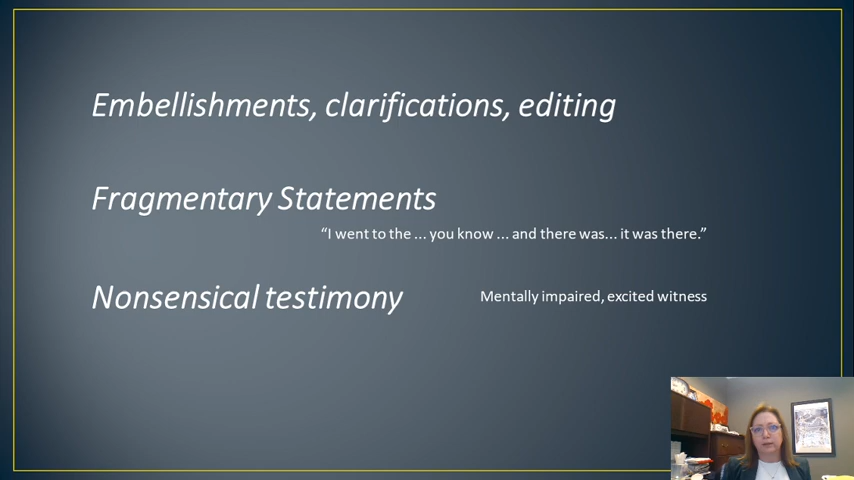 Embellishments, clarifications, editing
Fragmentary Statements
“I went to the ... you know ... and there was... it was there.”
Nonsensical testimony
Mentally impaired, excited witness